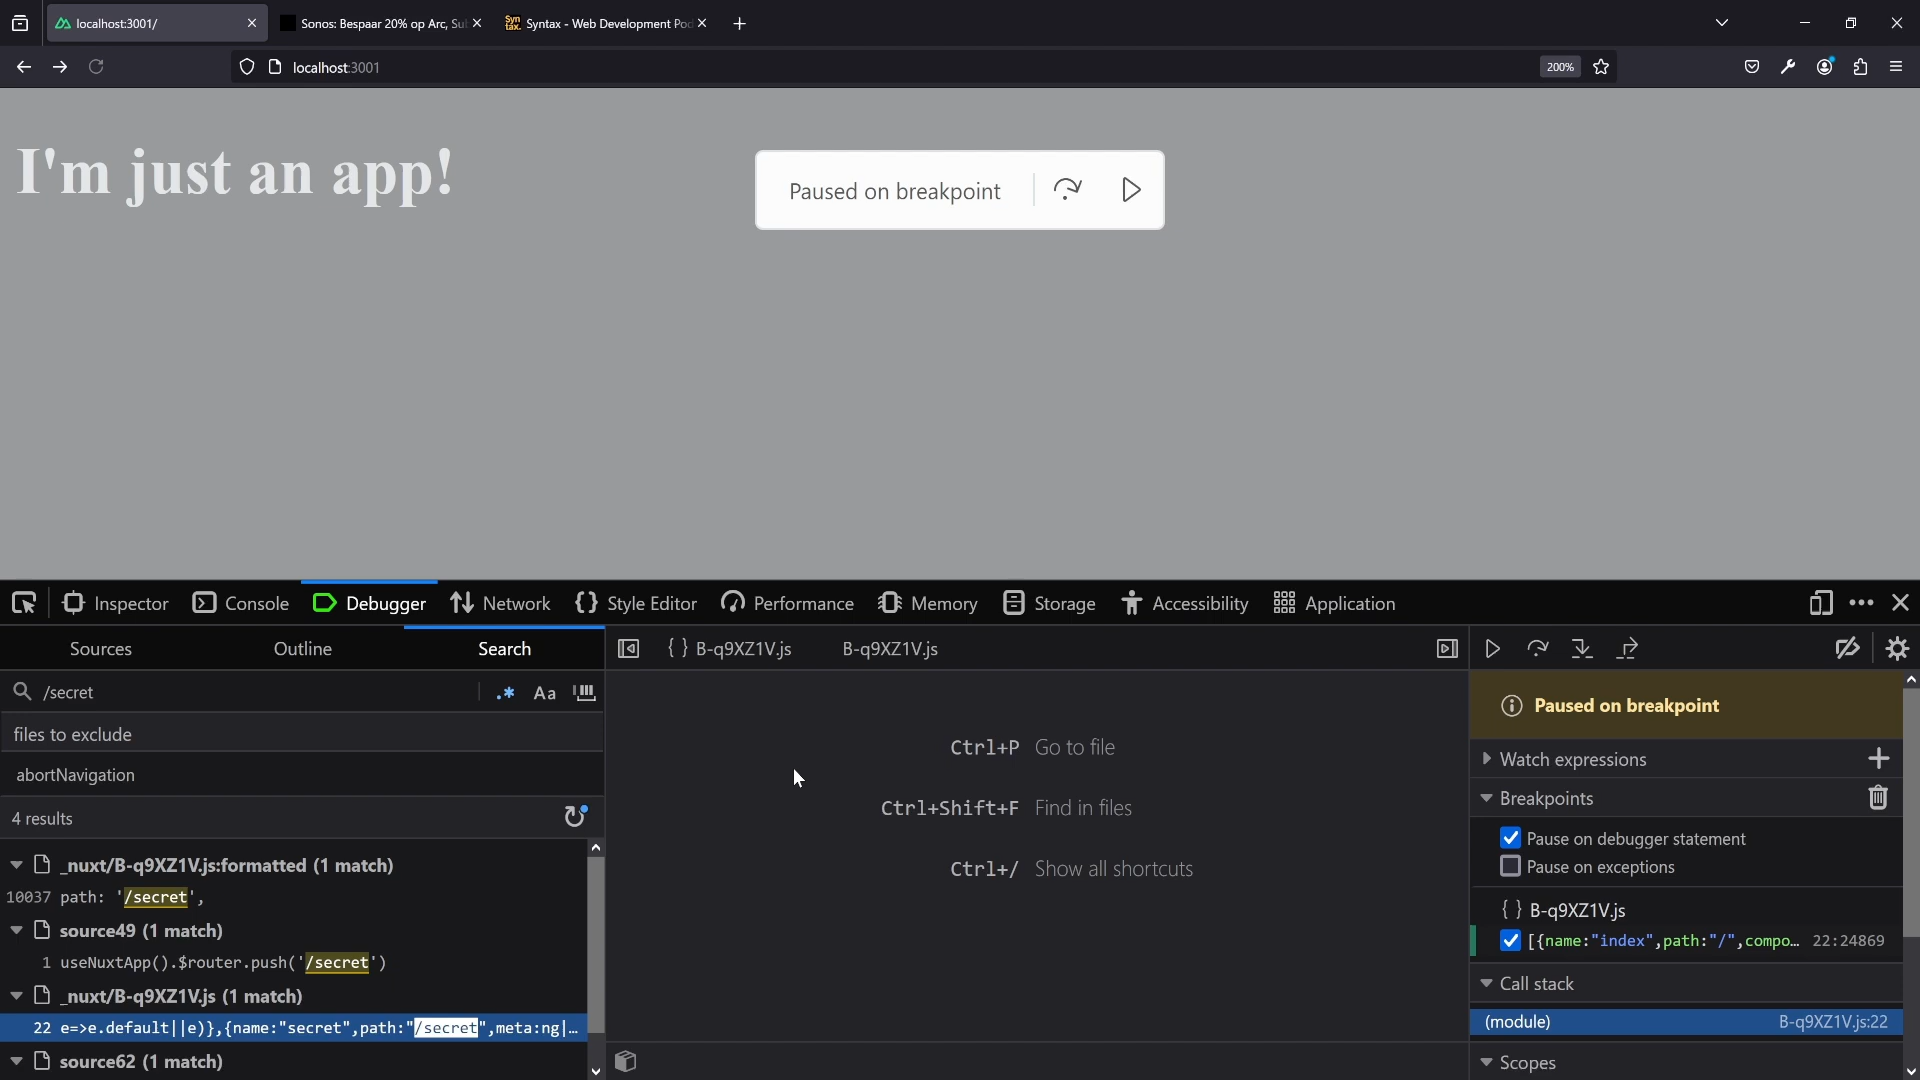 localhost:3001/
Sonos: Bespaar 20% op Arc, Su
Syn
tax.
Syntax - Web Development Po
localhost:3001
200%
I'm just an app!
Paused on breakpoint
Inspector
Console
Debugger
Network
Style Editor
Performance
Memory
Storage
Accessibility
Application
Sources
Outline
Search
{ } B-q9XZ1V.js
B-q9XZ1V.js
/secret
.*
Aa
files to exclude
abortNavigation
4 results
_nuxt/B-q9XZ1V.js:formatted (1 match)
10037 path: '/secret',
source49 (1 match)
1 useNuxtApp().$router.push('/secret')
_nuxt/B-q9XZ1V.js (1 match)
22 e=>e.default||e)},{name:"secret",path:"/secret",meta:ng|…
source62 (1 match)
Ctrl+P Go to file
Ctrl+Shift+F Find in files
Ctrl+/ Show all shortcuts
Paused on breakpoint
Watch expressions
Breakpoints
Pause on debugger statement
Pause on exceptions
{ } B-q9XZ1V.js
[{name:"index",path:"/",compo… 22:24869
Call stack
(module) B-q9XZ1V.js:22
Scopes